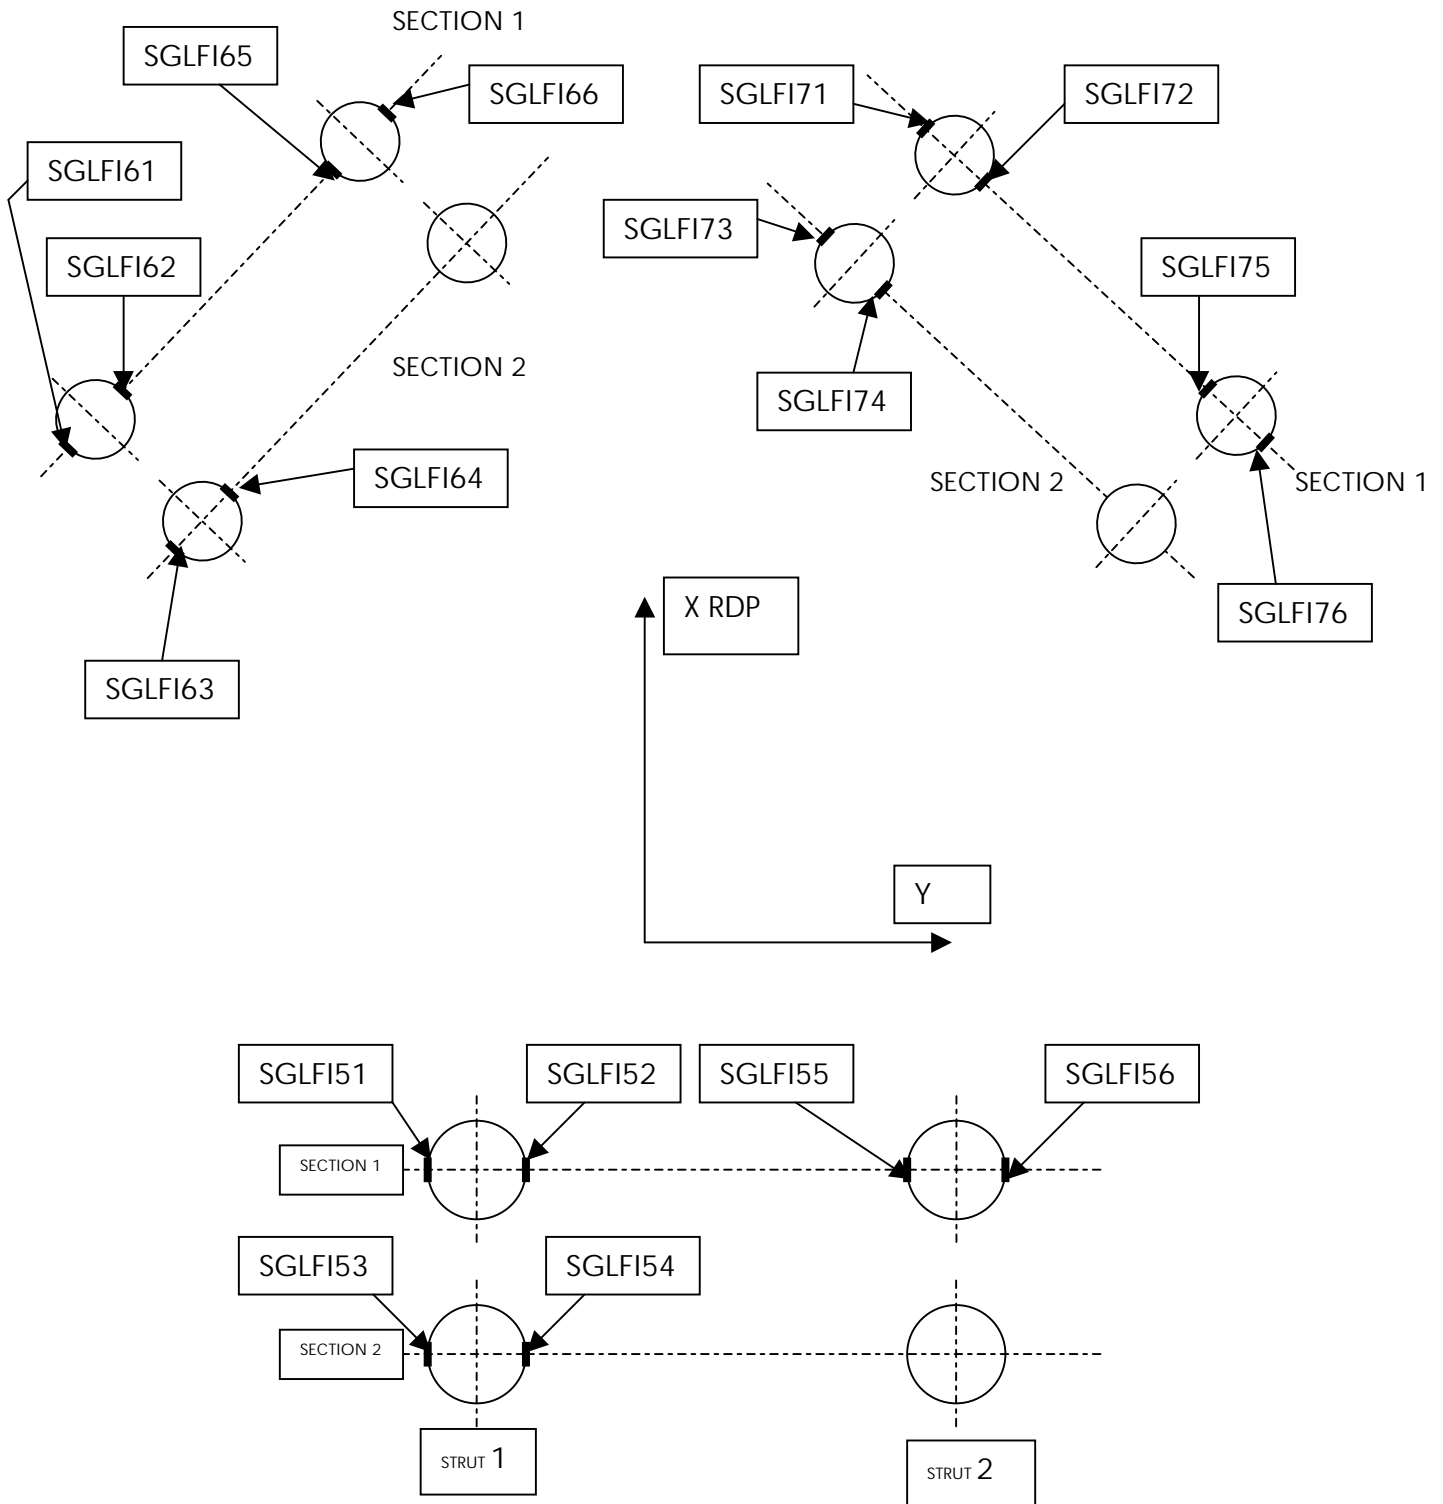 SECTION 1
SGLFI65
SGLFI66
SGLFI71
SGLFI72
SGLFI61
SGLFI73
SGLFI62
SGLFI75
SECTION 2
SGLFI74
SGLFI64
SECTION 2
SECTION 1
X RDP
SGLFI76
SGLFI63
Y
SGLFI51
SGLFI52
SGLFI55
SGLFI56
SECTION 1
SGLFI53
SGLFI54
SECTION 2
STRUT 1
STRUT 2